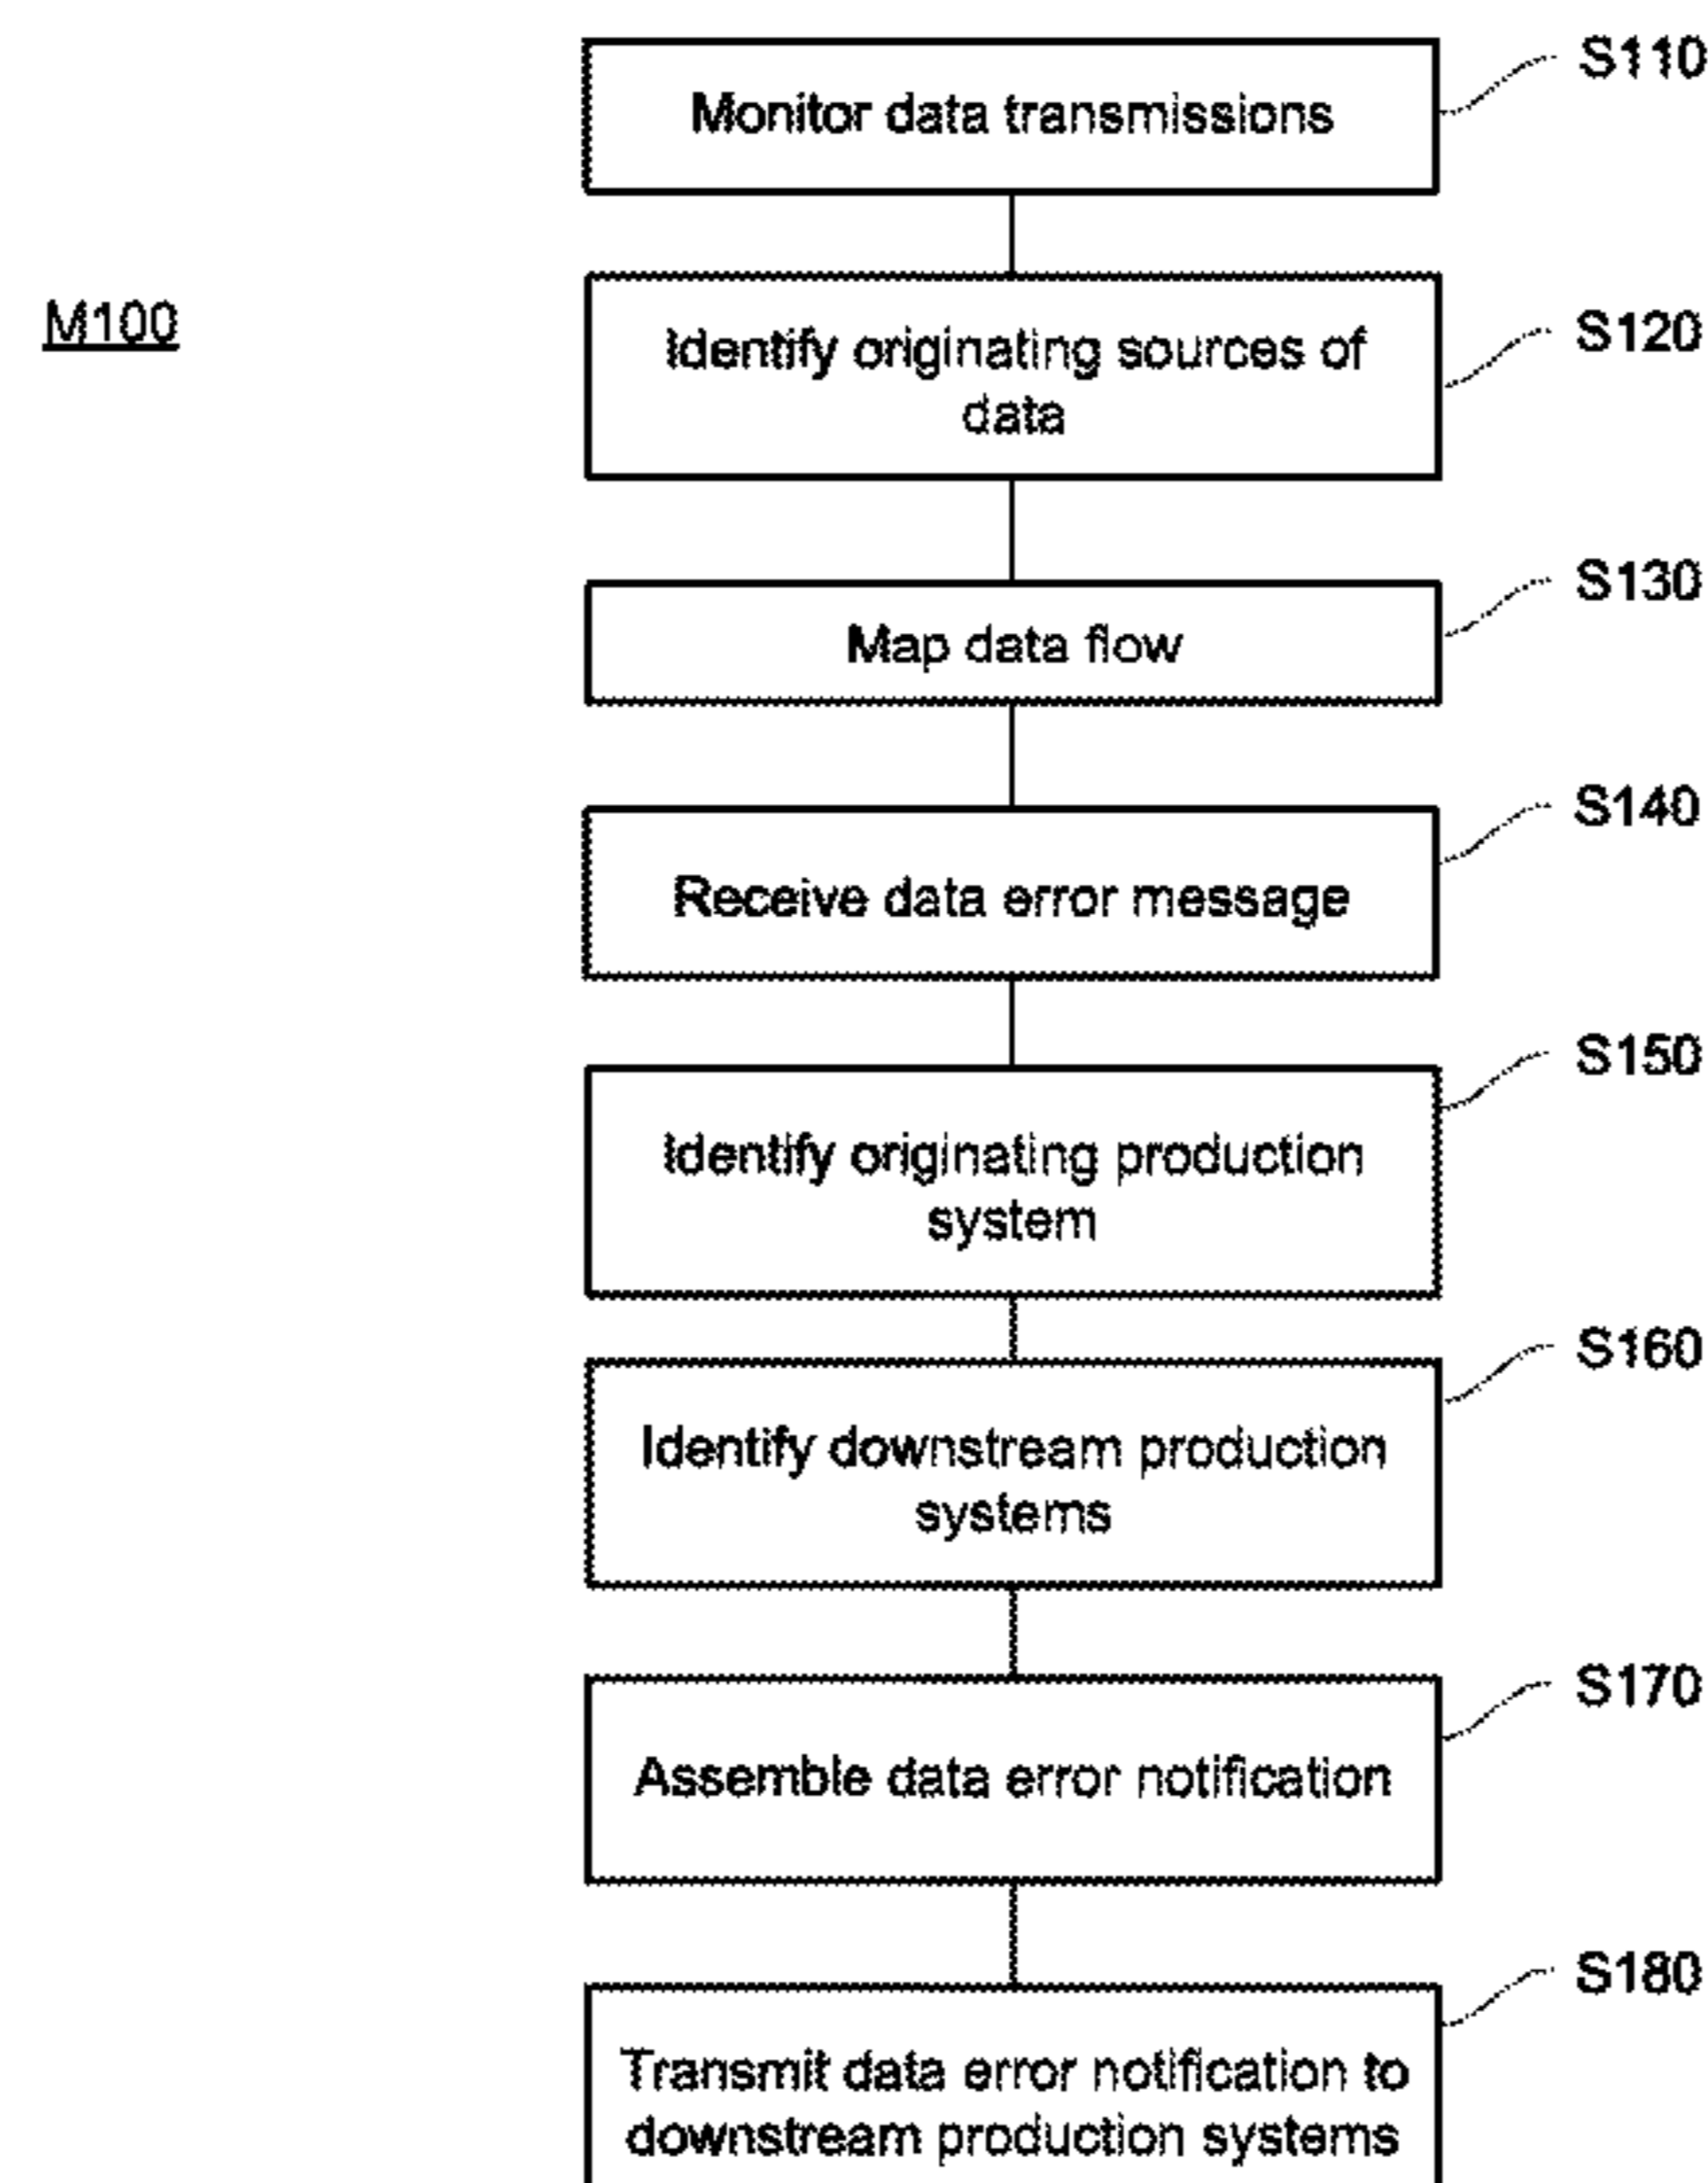 Monitor data transmissions
S110
M100
Identify originating sources of
data
S120
Map data flow
S130
Receive data error message
S140
Identify originating production
system
S150
Identify downstream production
systems
S160
Assemble data error notification
S170
Transmit data error notification to
downstream production systems
S180